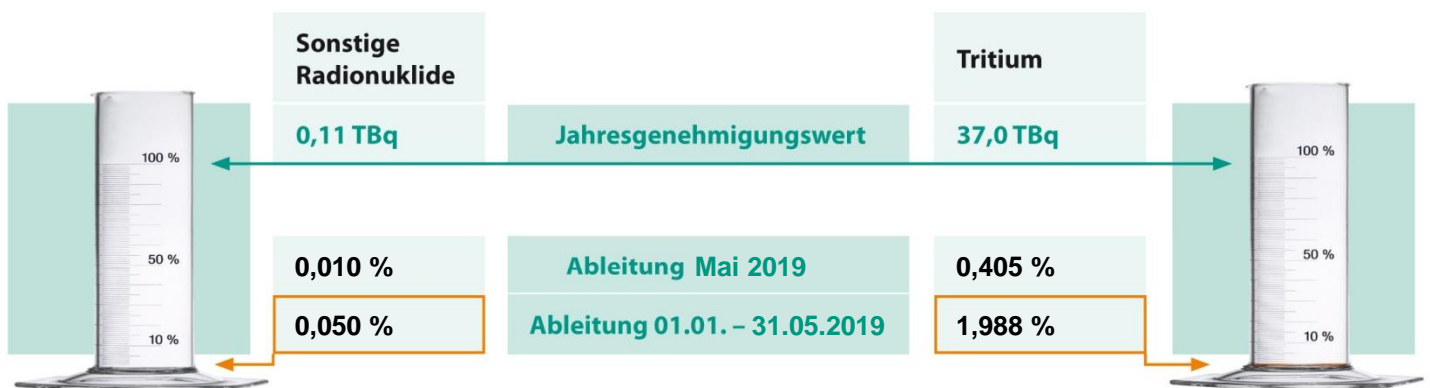 Sonstige
Radionuklide
Tritium
0,11 TBq
Jahresgenehmigungswert
37,0 TBq
100 %
100 %
50 %
50 %
0,010 %
Ableitung Mai 2019
0,405 %
0,050 %
Ableitung 01.01. – 31.05.2019
1,988 %
10 %
10 %